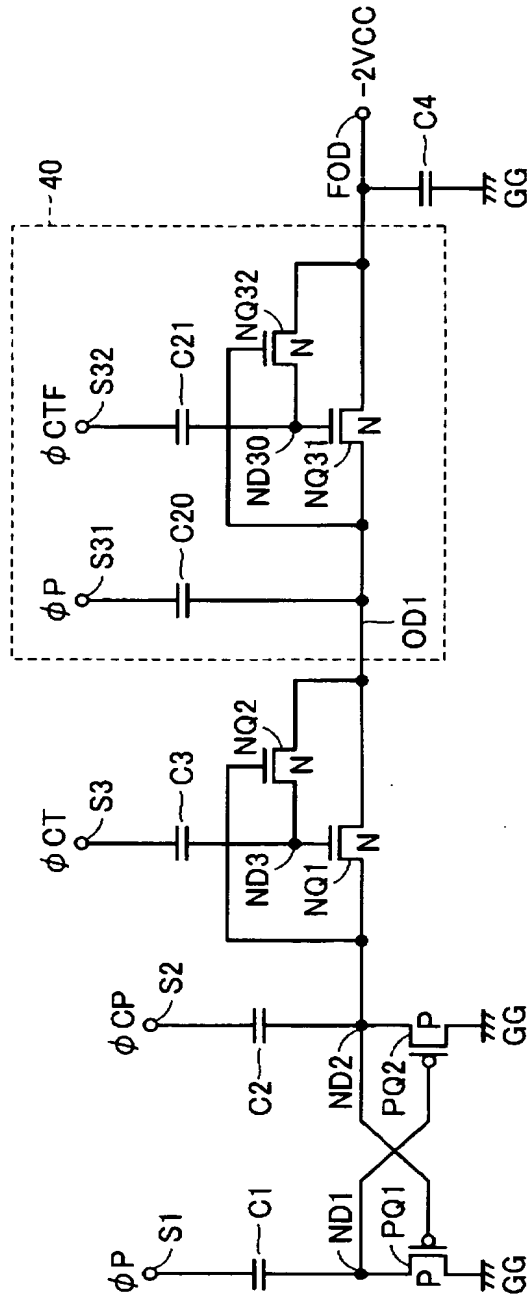 φP
S1
C1
ND1
PQ1
P
GG
φCP
S2
C2
ND2
PQ2
P
GG
φCT
S3
C3
ND3
NQ1
N
NQ2
N
OD1
40
φP
S31
C20
φCTF
S32
C21
ND30
NQ31
N
NQ32
N
FOD
-2VCC
C4
GG